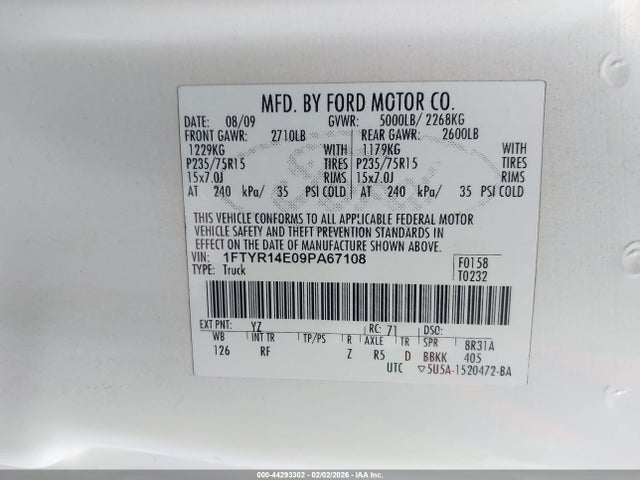 MFD. BY FORD MOTOR CO.
DATE: 08/09 GVWR: 5000LB/ 2268KG
FRONT GAWR: 2710LB REAR GAWR: 2600LB
1229KG WITH 1179KG WITH
P235/75R15 TIRES P235/75R15 TIRES
15x7.0J RIMS 15x7.0J RIMS
AT 240 kPa/ 35 PSI COLD AT 240 kPa/ 35 PSI COLD
THIS VEHICLE CONFORMS TO ALL APPLICABLE FEDERAL MOTOR
VEHICLE SAFETY AND THEFT PREVENTION STANDARDS IN
EFFECT ON THE DATE OF MANUFACTURE SHOWN ABOVE.
VIN: 1FTYR14E09PA67108 F0158
TYPE: Truck T0232
EXT PNT: YZ RC: 71 DSO:
WB INT TR TP/PS R AXLE TR SPR 8R31A
126 RF Z R5 D BBKK 405
UTC ▽5U5A-1520472-BA
000-44293302 - 02/02/2026 - IAAI.COM